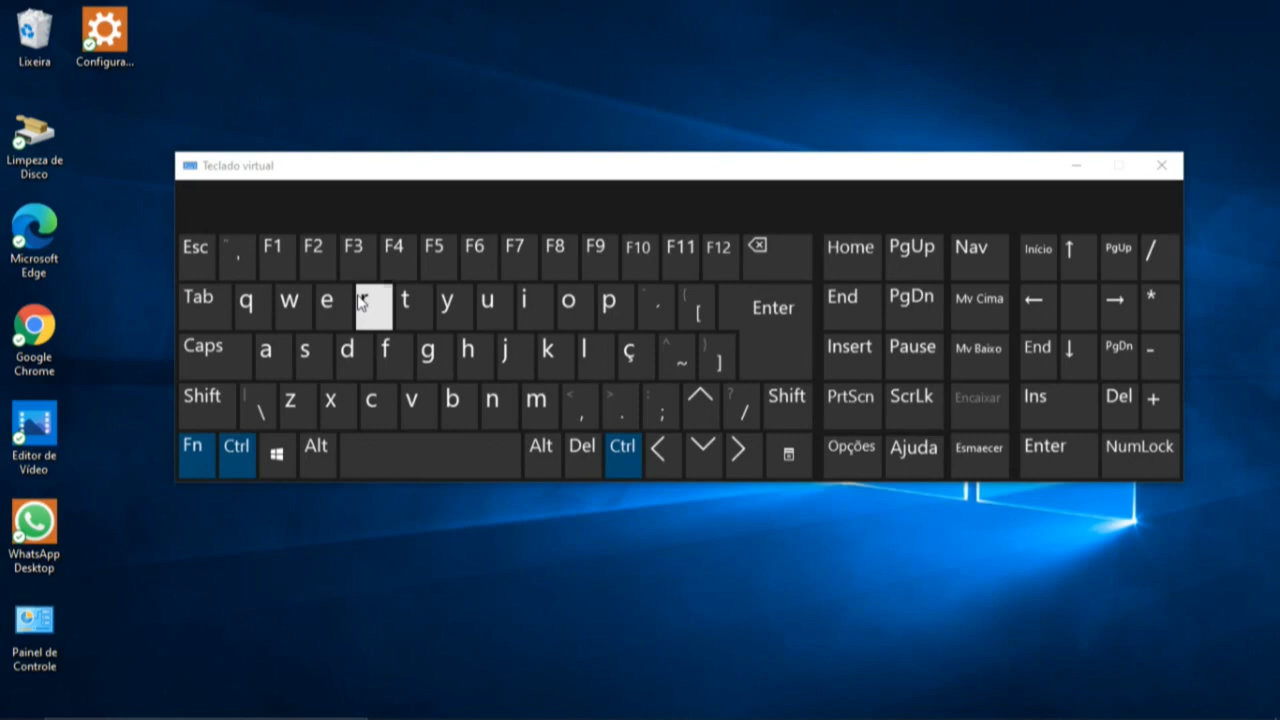 Lixeira
Configura...
Limpeza de
Disco
Microsoft
Edge
Google
Chrome
Editor de
Vídeo
WhatsApp
Desktop
Painel de
Controle
Teclado virtual
Esc " , F1 F2 F3 F4 F5 F6 F7 F8 F9 F10 F11 F12 Home PgUp Nav Início ↑ PgUp /
Tab q w e t y u i o p ` ´ { [ Enter End PgDn Mv Cima ← → *
Caps a s d f g h j k l ç ^ ~ } ] Insert Pause Mv Baixo End ↓ PgDn -
Shift | \ z x c v b n m < , > . : ; ? / Shift PrtScn ScrLk Encaixar Ins Del +
Fn Ctrl Alt Alt Del Ctrl Opções Ajuda Esmaecer Enter NumLock